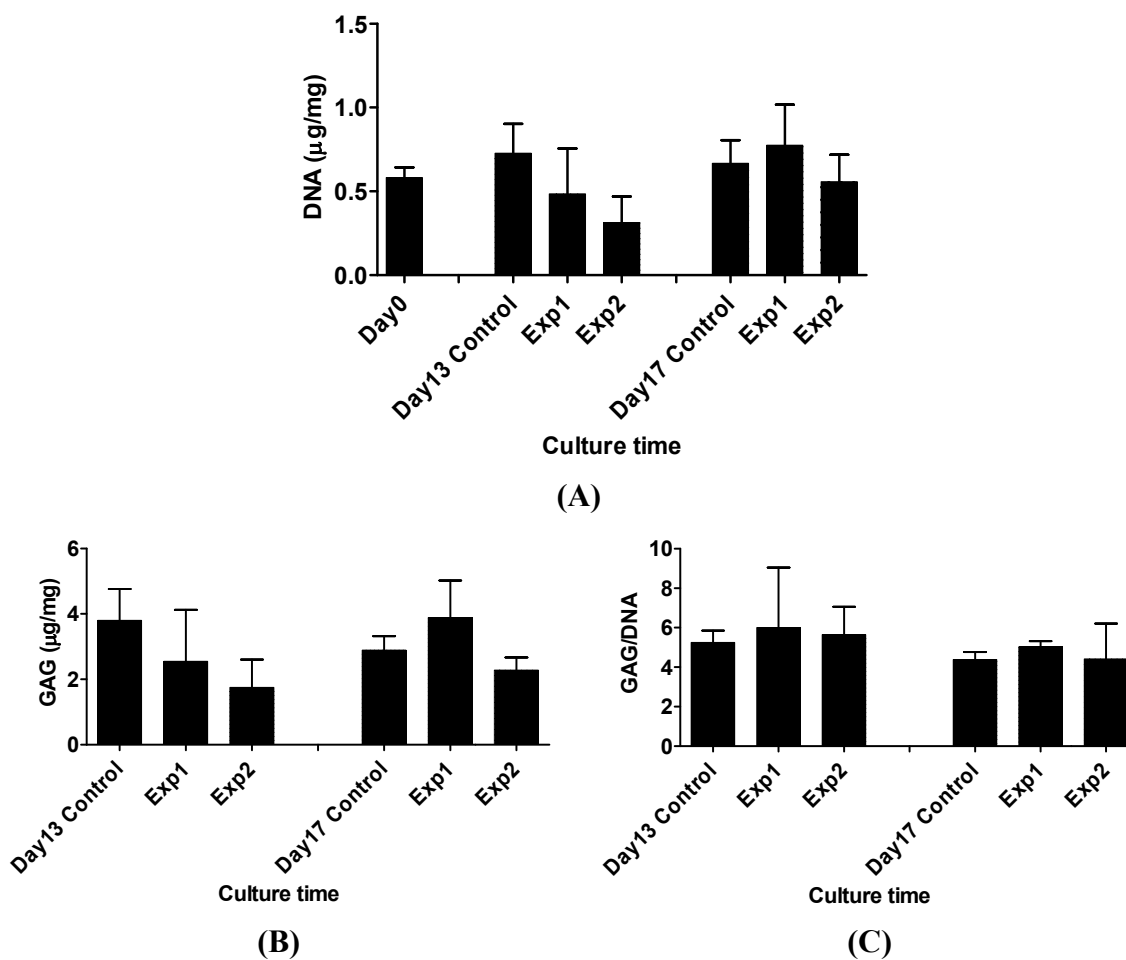 1.5
1.0
0.5
0.0
DNA (μg/mg)
Day0
Day13 Control
Exp1
Exp2
Day17 Control
Exp1
Exp2
Culture time
(A)
6
4
2
0
GAG (μg/mg)
Day13 Control
Exp1
Exp2
Day17 Control
Exp1
Exp2
Culture time
(B)
10
8
6
4
2
0
GAG/DNA
Day13 Control
Exp1
Exp2
Day17 Control
Exp1
Exp2
Culture time
(C)